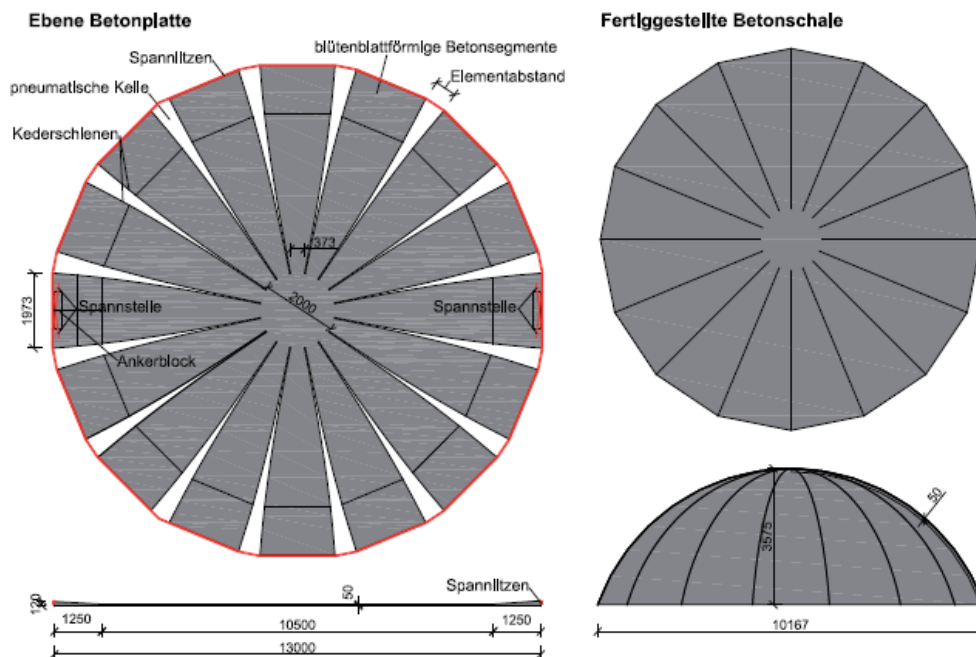 Ebene Betonplatte
Fertiggestellte Betonschale
blütenblattförmige Betonsegmente
Spannlitzen
Elementabstand
pneumatische Keile
Kederschienen
373
2000
1973
Spannstelle
Spannstelle
Ankerblock
50
3575
Spannlitzen
120
50
1250
10500
1250
10167
13000